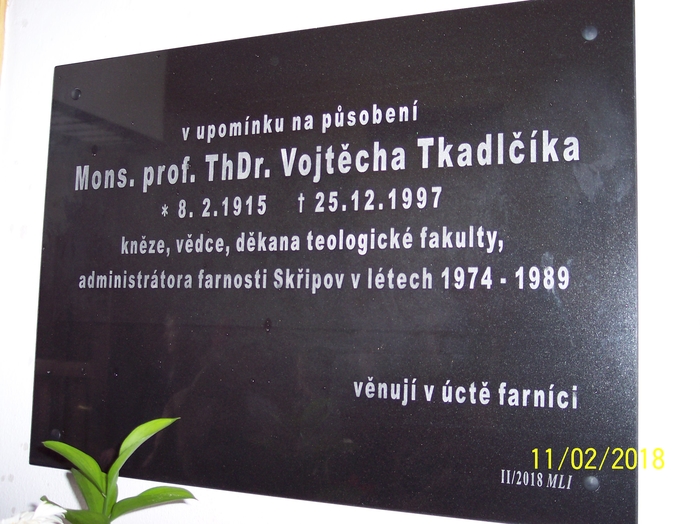 v upomínku na působení
Mons. prof. ThDr. Vojtěcha Tkadlčíka
* 8. 2.1915 † 25.12.1997
kněze, vědce, děkana teologické fakulty,
administrátora farnosti Skřipov v létech 1974 - 1989
věnují v úctě farníci
II/2018 MLI
11/02/2018